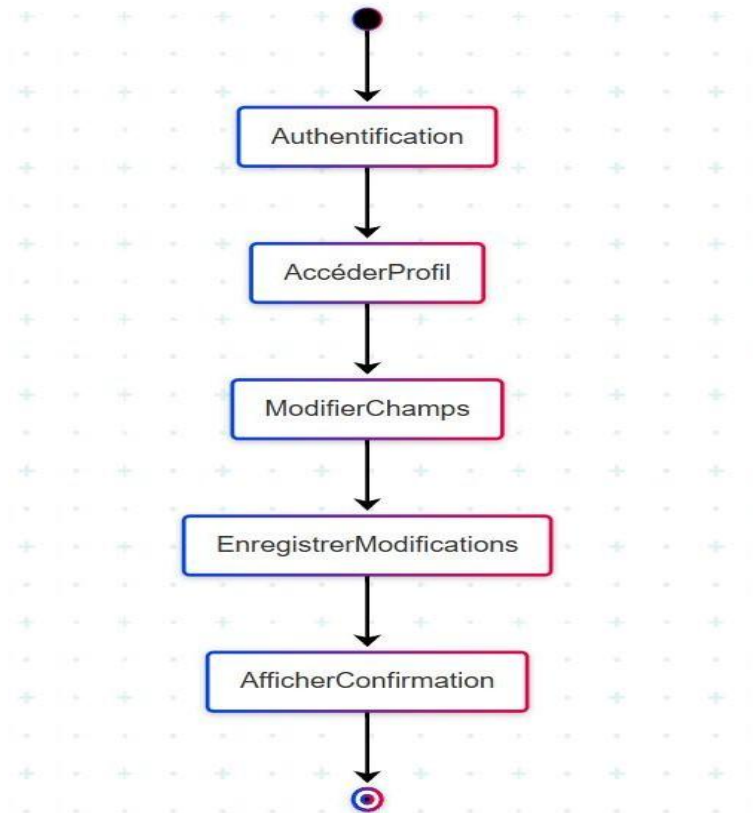 Authentification
AccéderProfil
ModifierChamps
EnregistrerModifications
AfficherConfirmation